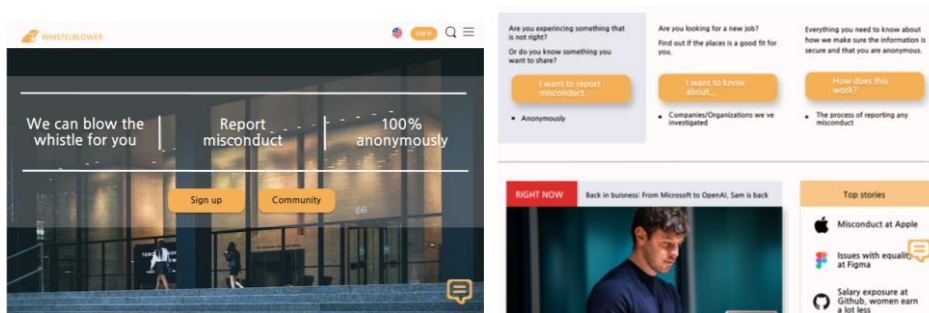 WHISTELBLOWER
Log in
We can blow the
whistle for you
Report
misconduct
100%
anonymously
Sign up
Community
66
Are you experincing something that
is not right?
Or do you know something you
want to share?
I want to report
misconduct
Anonymously
Are you looking for a new job?
Find out if the places is a good fit for
you.
I want to know
about...
Companies/Organizations we ve
investigated
Everything you need to know about
how we make sure the information is
secure and that you are anonymous.
How does this
work?
The process of reporting any
misconduct
RIGHT NOW
Back in buisness: From Microsoft to OpenAI, Sam is back
Top stories
Misconduct at Apple
Issues with equality
at Figma
Salary exposure at
Github, women earn
a lot less